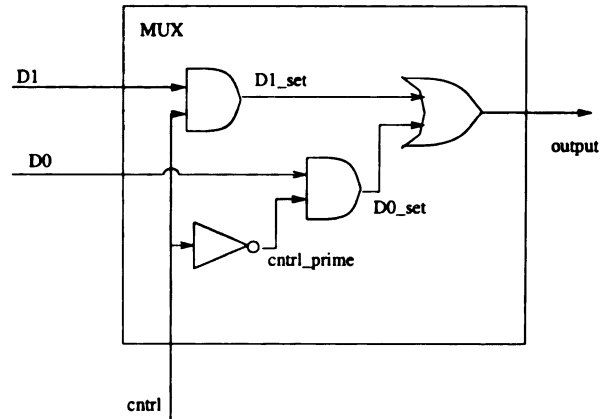 MUX
D1
D1_set
output
D0
D0_set
cntrl_prime
cntrl